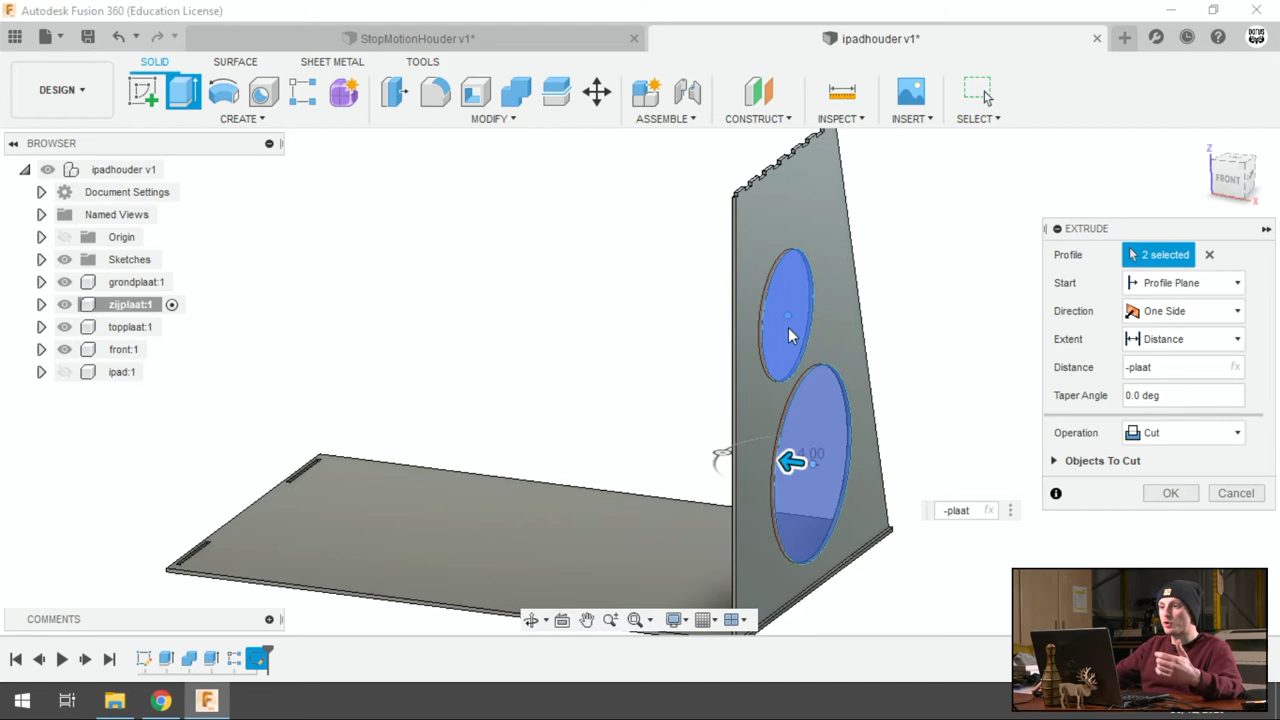 Autodesk Fusion 360 (Education License)
StopMotionHouder v1*
ipadhouder v1*
SOLID
SURFACE
SHEET METAL
TOOLS
DESIGN
CREATE
MODIFY
ASSEMBLE
CONSTRUCT
INSPECT
INSERT
SELECT
BROWSER
ipadhouder v1
Document Settings
Named Views
Origin
Sketches
grondplaat:1
zijplaat:1
topplaat:1
front:1
ipad:1
Z
FRONT
X
EXTRUDE
Profile
2 selected
Start
Profile Plane
Direction
One Side
Extent
Distance
Distance
-plaat
fx
Taper Angle
0.0 deg
Operation
Cut
Objects To Cut
OK
Cancel
-plaat
fx
COMMENTS